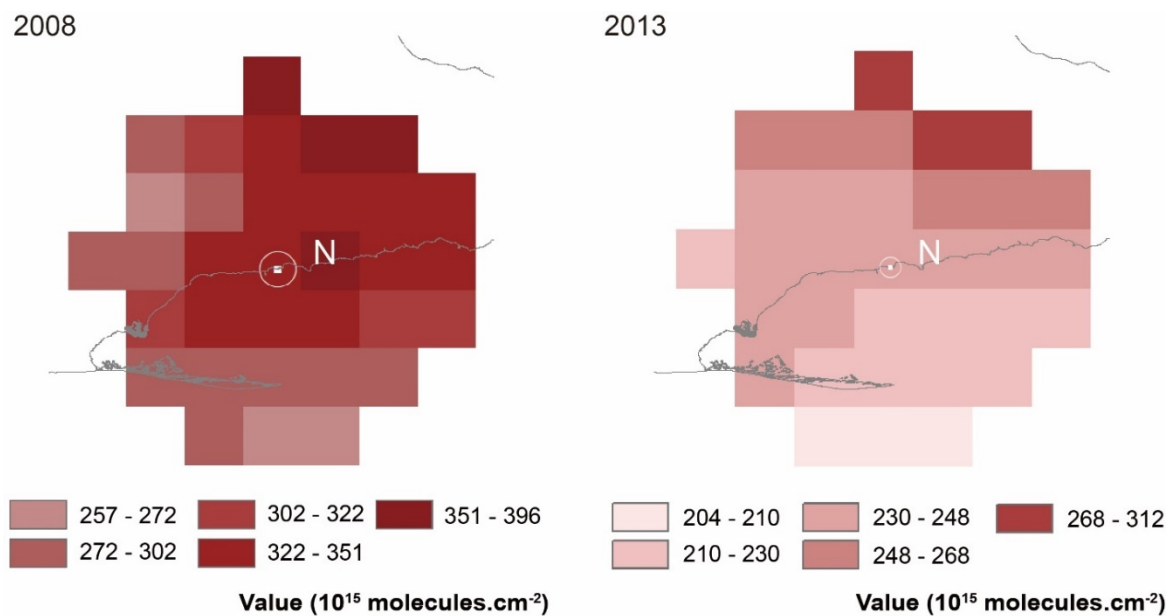 2008
2013
N
N
257 - 272
302 - 322
351 - 396
272 - 302
322 - 351
Value (10¹⁵ molecules.cm⁻²)
204 - 210
230 - 248
268 - 312
210 - 230
248 - 268
Value (10¹⁵ molecules.cm⁻²)